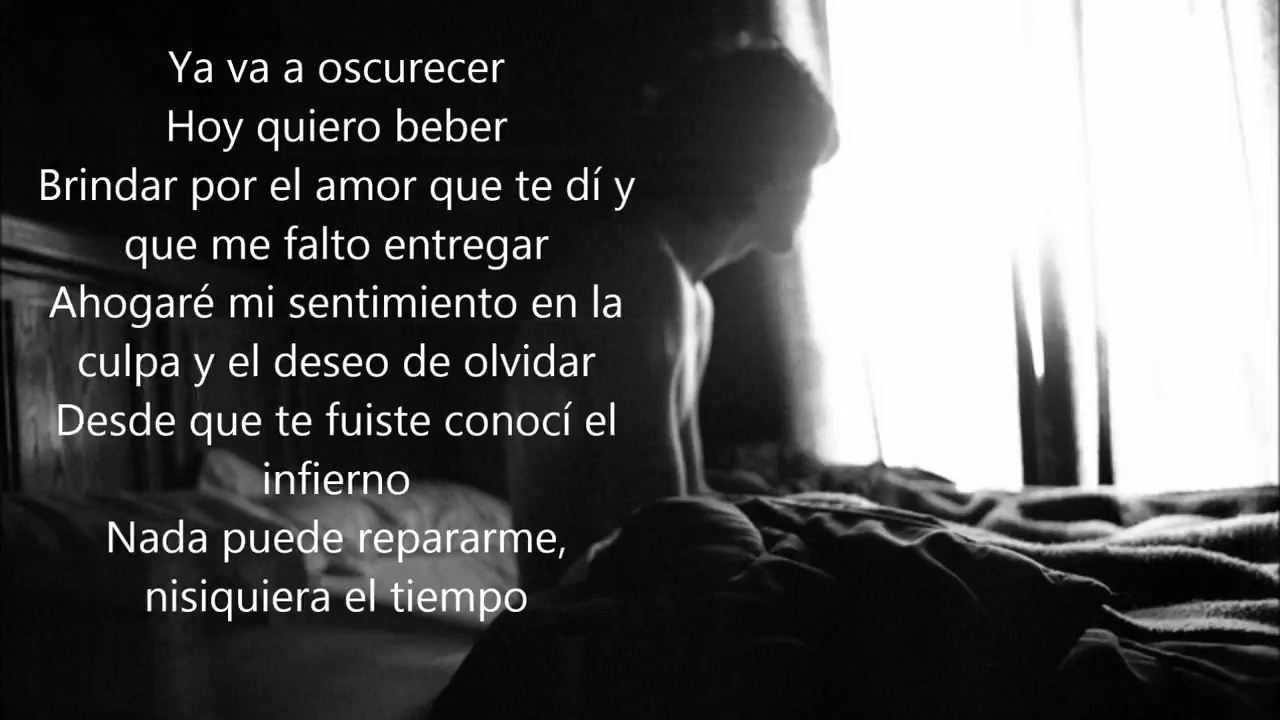 Ya va a oscurecer
Hoy quiero beber
Brindar por el amor que te dí y
que me falto entregar
Ahogaré mi sentimiento en la
culpa y el deseo de olvidar
Desde que te fuiste conocí el
infierno
Nada puede repararme,
nisiquiera el tiempo